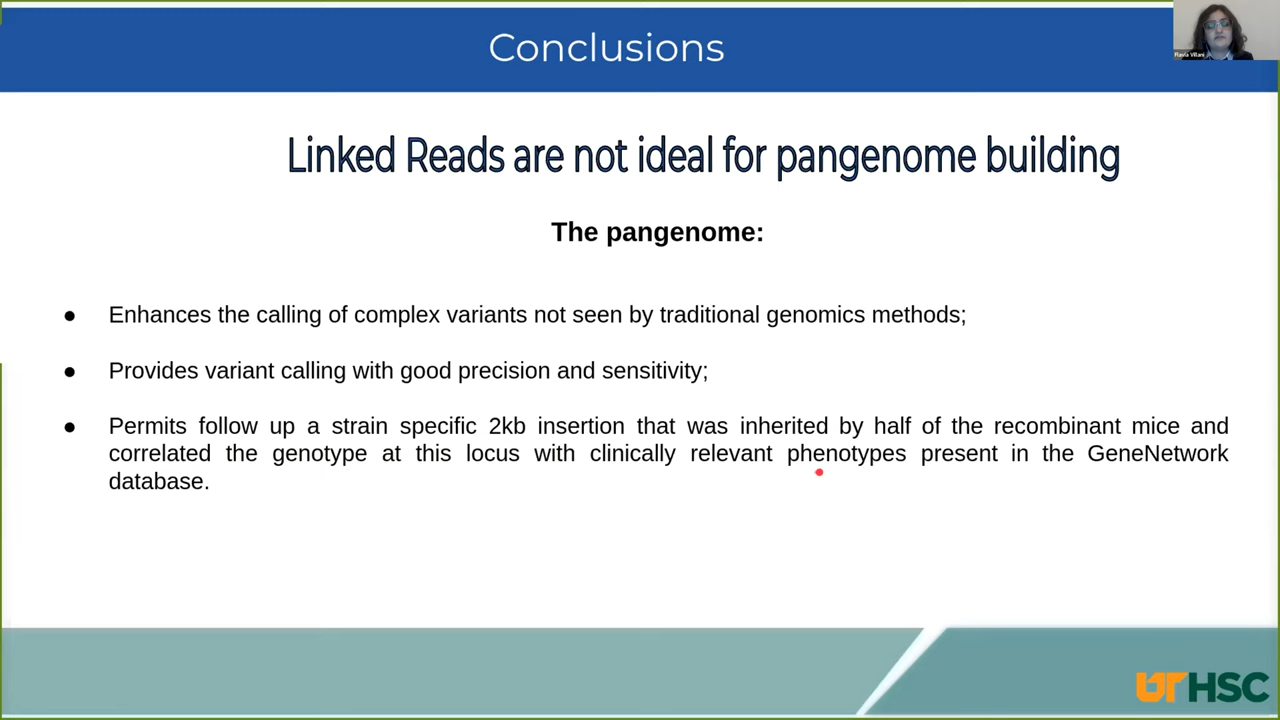 Conclusions
Flavia Villani
Linked Reads are not ideal for pangenome building
The pangenome:
● Enhances the calling of complex variants not seen by traditional genomics methods;
● Provides variant calling with good precision and sensitivity;
● Permits follow up a strain specific 2kb insertion that was inherited by half of the recombinant mice and
correlated the genotype at this locus with clinically relevant phenotypes present in the GeneNetwork
database.
UTHSC